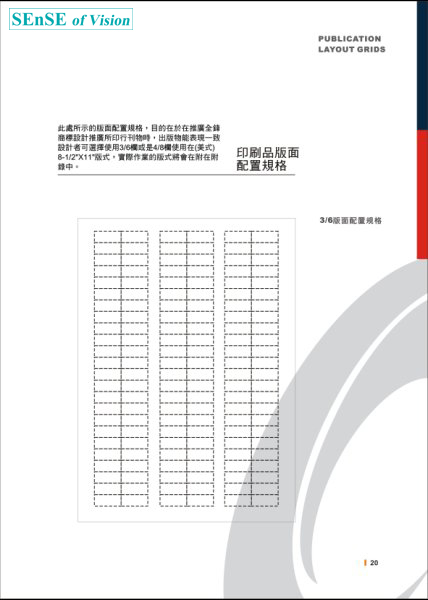 SEnSE of Vision
PUBLICATION
LAYOUT GRIDS
此處所示的版面配置規格，目的在於在推廣全鋒
商標設計推廣所印行刊物時，出版物能表現一致
設計者可選擇使用3/6欄或是4/8欄使用在(美式)
8-1/2"X11"版式，實際作業的版式將會在附在附
錄中。
印刷品版面
配置規格
3/6版面配置規格
20